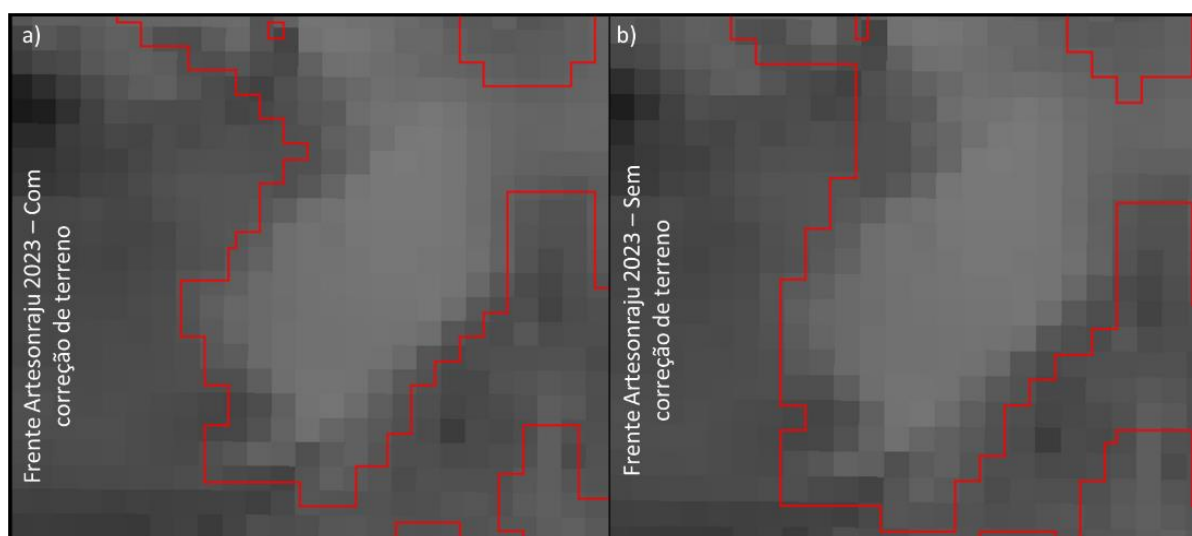 a)
Frente Artesonraju 2023 – Com
correção de terreno
b)
Frente Artesonraju 2023 – Sem
correção de terreno